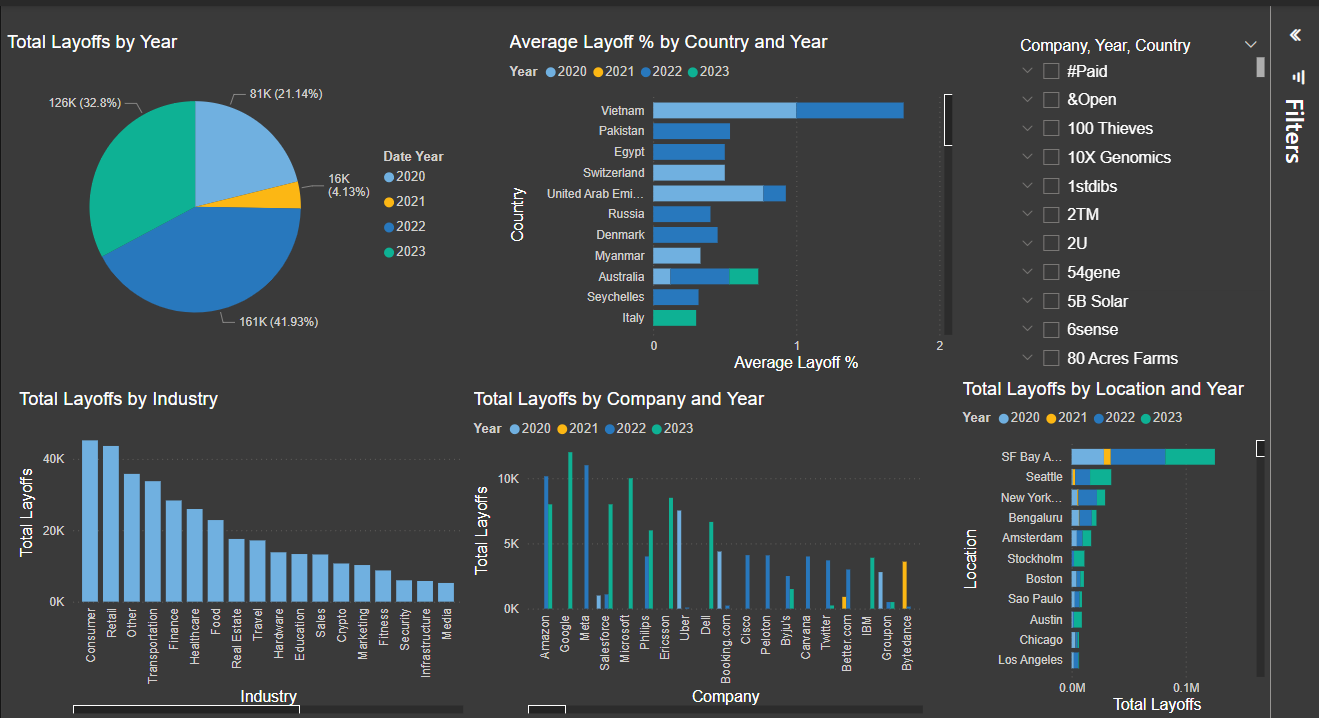 Total Layoffs by Year
126K (32.8%)
81K (21.14%)
16K
(4.13%)
161K (41.93%)
Date Year
2020
2021
2022
2023
Average Layoff % by Country and Year
Year 2020 2021 2022 2023
Country
Vietnam
Pakistan
Egypt
Switzerland
United Arab Emi...
Russia
Denmark
Myanmar
Australia
Seychelles
Italy
0 1 2
Average Layoff %
Company, Year, Country
#Paid
&Open
100 Thieves
10X Genomics
1stdibs
2TM
2U
54gene
5B Solar
6sense
80 Acres Farms
Filters
Total Layoffs by Industry
Total Layoffs
40K
20K
0K
Consumer
Retail
Other
Transportation
Finance
Healthcare
Food
Real Estate
Travel
Hardware
Education
Sales
Crypto
Marketing
Fitness
Security
Infrastructure
Media
Industry
Total Layoffs by Company and Year
Year 2020 2021 2022 2023
Total Layoffs
10K
5K
0K
Amazon
Google
Meta
Salesforce
Microsoft
Philips
Ericsson
Uber
Dell
Booking.com
Cisco
Peloton
Byju's
Carvana
Twitter
Better.com
IBM
Groupon
Bytedance
Company
Total Layoffs by Location and Year
Year 2020 2021 2022 2023
Location
SF Bay A...
Seattle
New York...
Bengaluru
Amsterdam
Stockholm
Boston
Sao Paulo
Austin
Chicago
Los Angeles
0.0M 0.1M
Total Layoffs